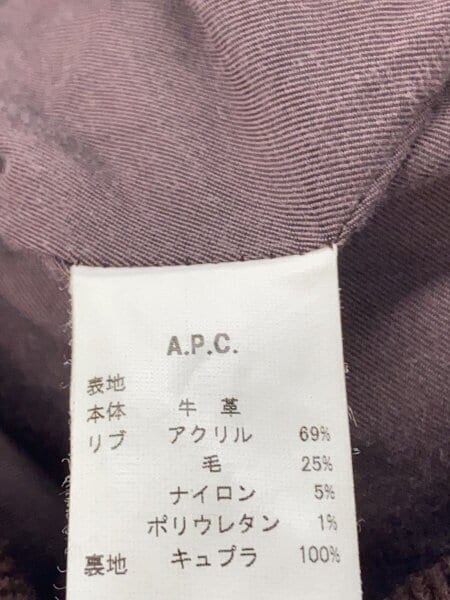 A.P.C.
表地
本体 牛 革
リブ アクリル 69%
毛 25%
ナイロン 5%
ポリウレタン 1%
裏地 キュプラ 100%